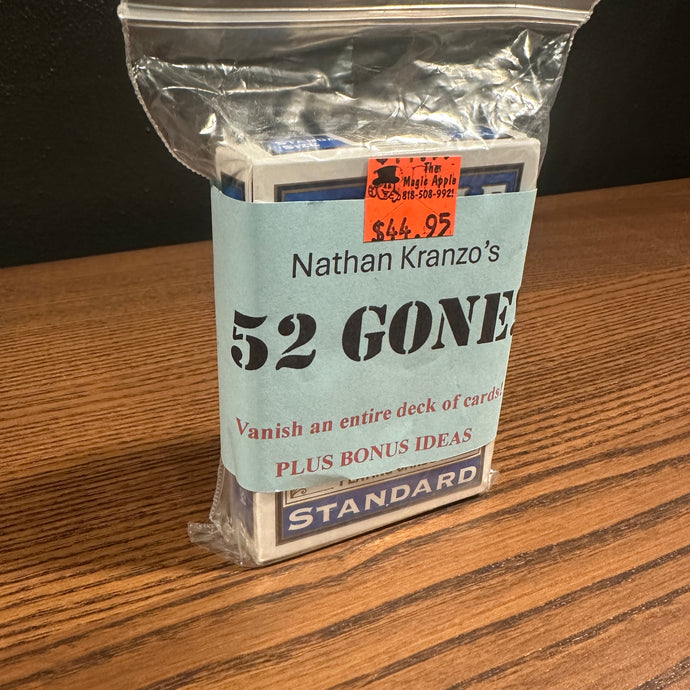 The
Magic Apple
818-508-992
$44.95
Nathan Kranzo's
52 GONE!
Vanish an entire deck of cards!
PLUS BONUS IDEAS
STANDARD